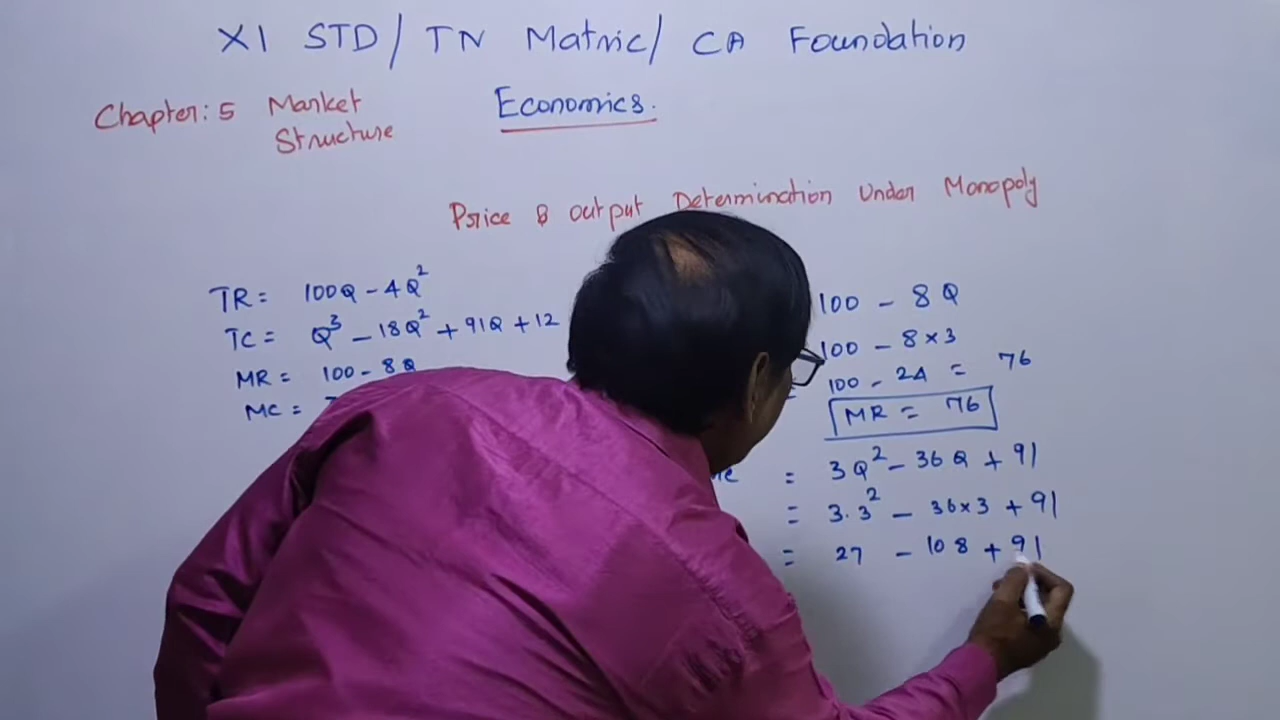 XI STD / TN Matric / CA Foundation
Chapter: 5 Market Structure
Economics.
Price & output Determination Under Monopoly
TR = 100Q - 4Q²
TC = Q³ - 18Q² + 91Q + 12
MR = 100 - 8Q
MC =
100 - 8Q
100 - 8×3
100 - 24 = 76
MR = 76
= 3Q² - 36Q + 91
= 3.3² - 36×3 + 91
= 27 - 108 + 91